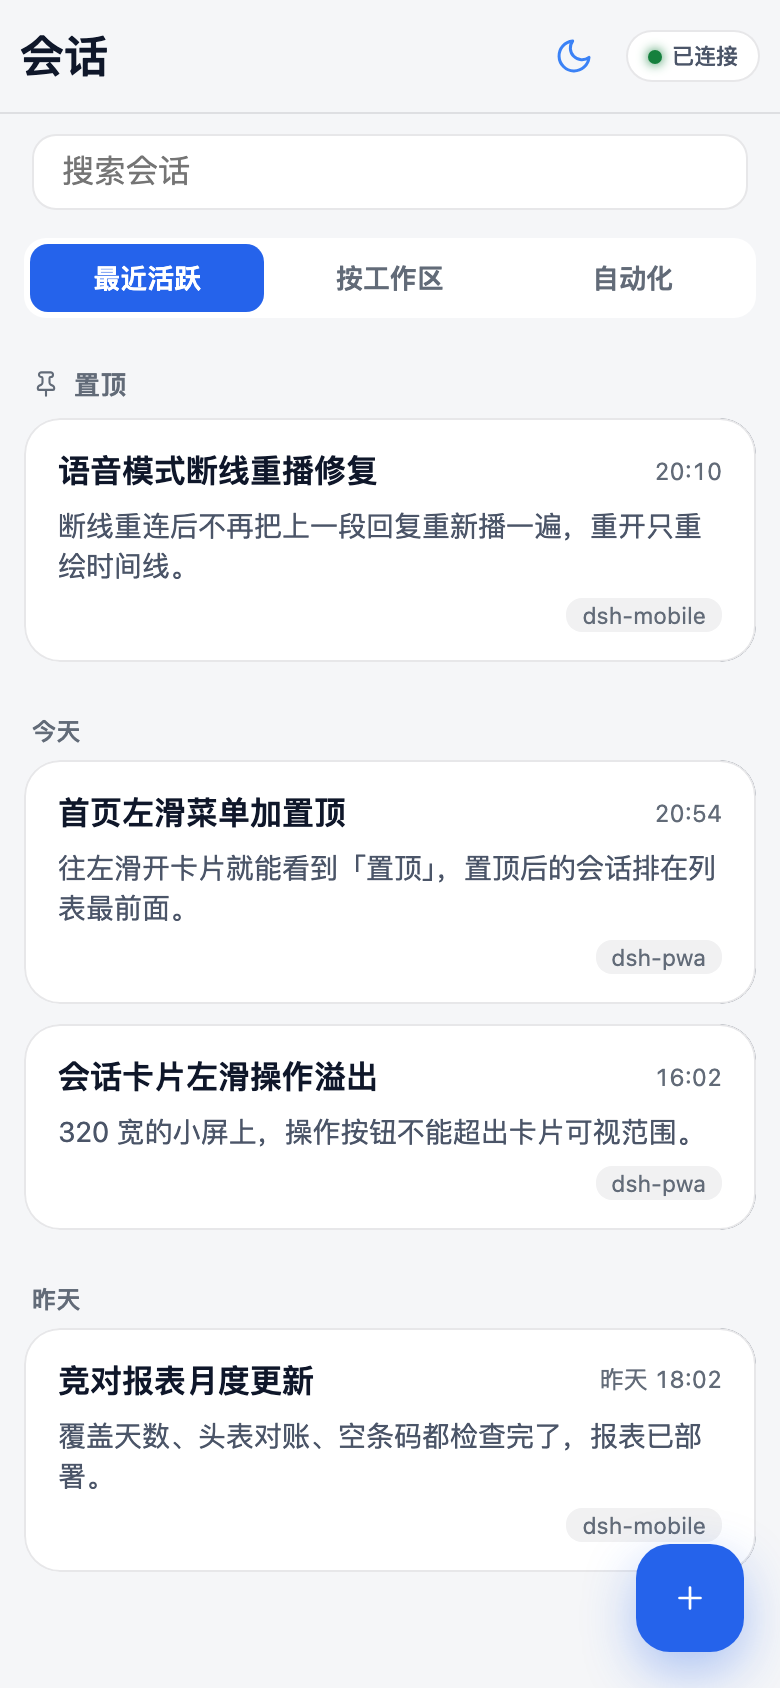 会话
已连接
搜索会话
最近活跃
按工作区
自动化
置顶
语音模式断线重播修复
20:10
断线重连后不再把上一段回复重新播一遍，重开只重
绘时间线。
dsh-mobile
今天
首页左滑菜单加置顶
20:54
往左滑开卡片就能看到「置顶」，置顶后的会话排在列
表最前面。
dsh-pwa
会话卡片左滑操作溢出
16:02
320 宽的小屏上，操作按钮不能超出卡片可视范围。
dsh-pwa
昨天
竞对报表月度更新
昨天 18:02
覆盖天数、头表对账、空条码都检查完了，报表已部
署。
dsh-mobile